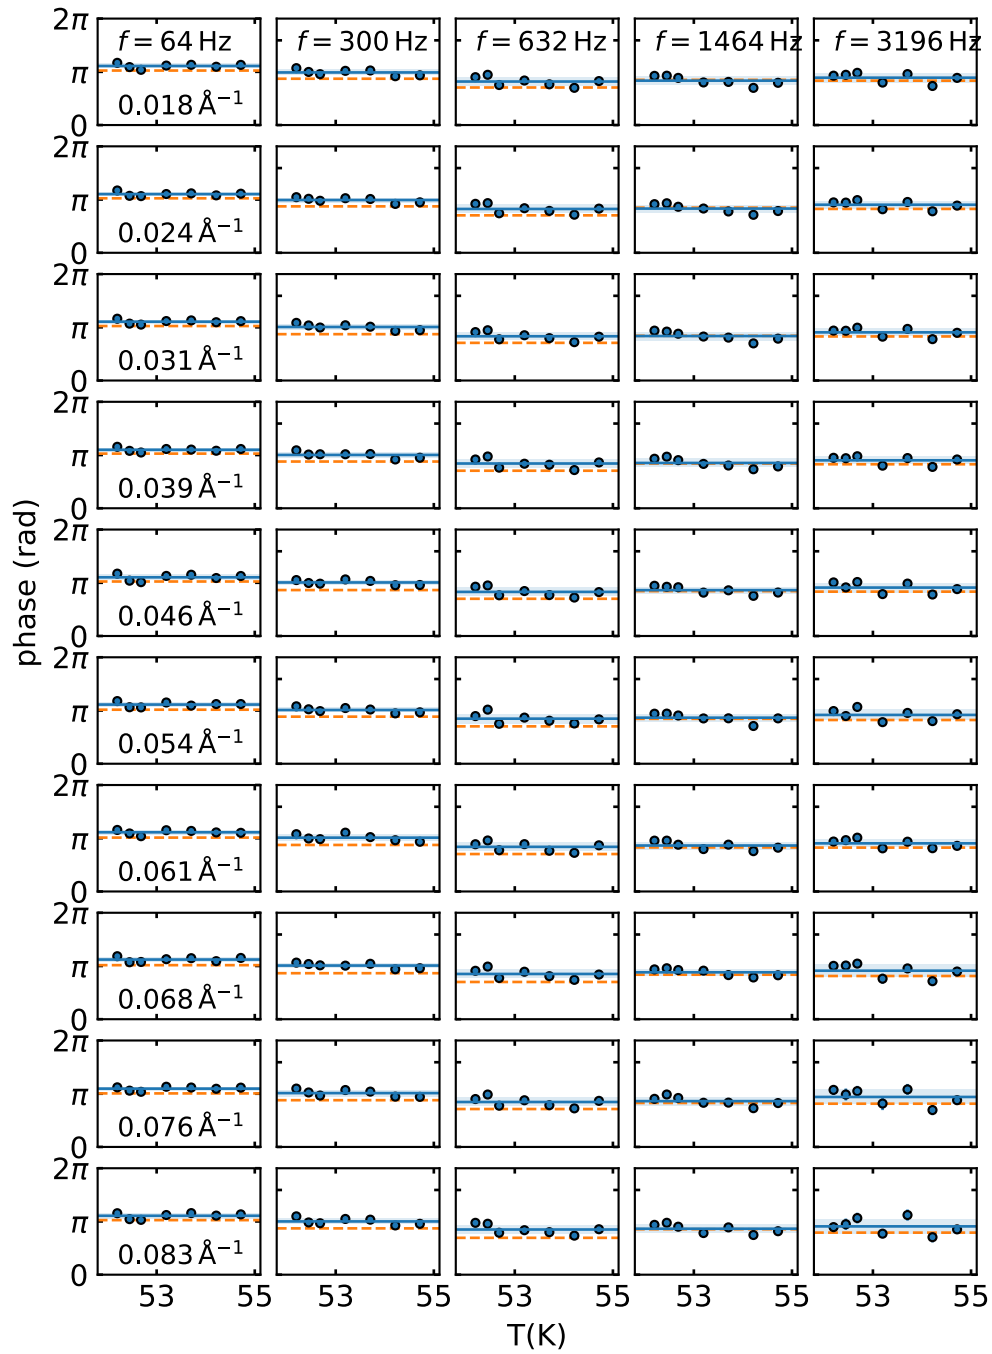 2π f = 64 Hz f = 300 Hz f = 632 Hz f = 1464 Hz f = 3196 Hz
π
0.018 Å⁻¹
0
2π
π
0.024 Å⁻¹
0
2π
π
0.031 Å⁻¹
0
2π
π
0.039 Å⁻¹
0
2π
π
0.046 Å⁻¹
0
phase (rad)
2π
π
0.054 Å⁻¹
0
2π
π
0.061 Å⁻¹
0
2π
π
0.068 Å⁻¹
0
2π
π
0.076 Å⁻¹
0
2π
π
0.083 Å⁻¹
0
53 55 53 55 53 55 53 55 53 55
T(K)